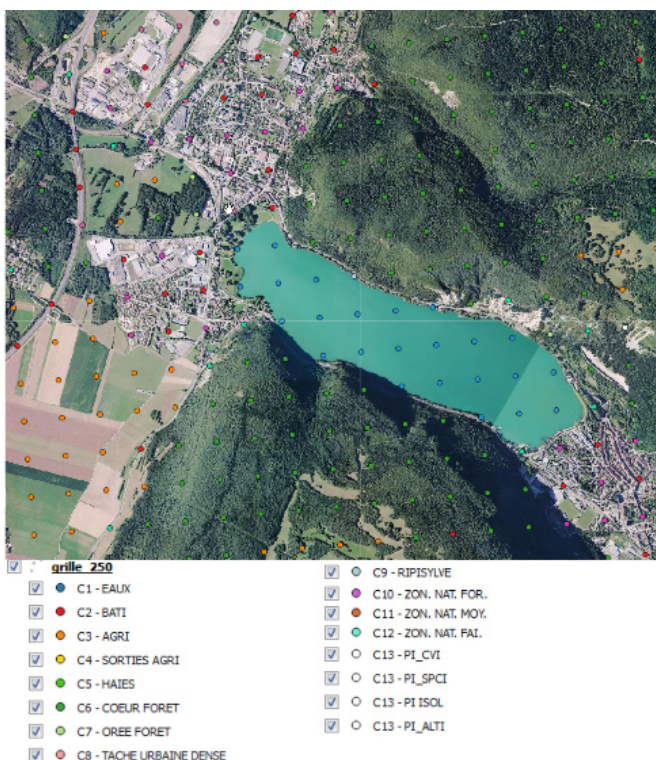 grille_250
C1 - EAUX
C2 - BATI
C3 - AGRI
C4 - SORTIES AGRI
C5 - HAIES
C6 - COEUR FORET
C7 - OREE FORET
C8 - TACHE URBAINE DENSE
C9 - RIPISYLVE
C10 - ZON. NAT. FOR.
C11 - ZON. NAT. MOY.
C12 - ZON. NAT. FAI.
C13 - PI_CVI
C13 - PI_SPCI
C13 - PI ISOL
C13 - PI_ALTI